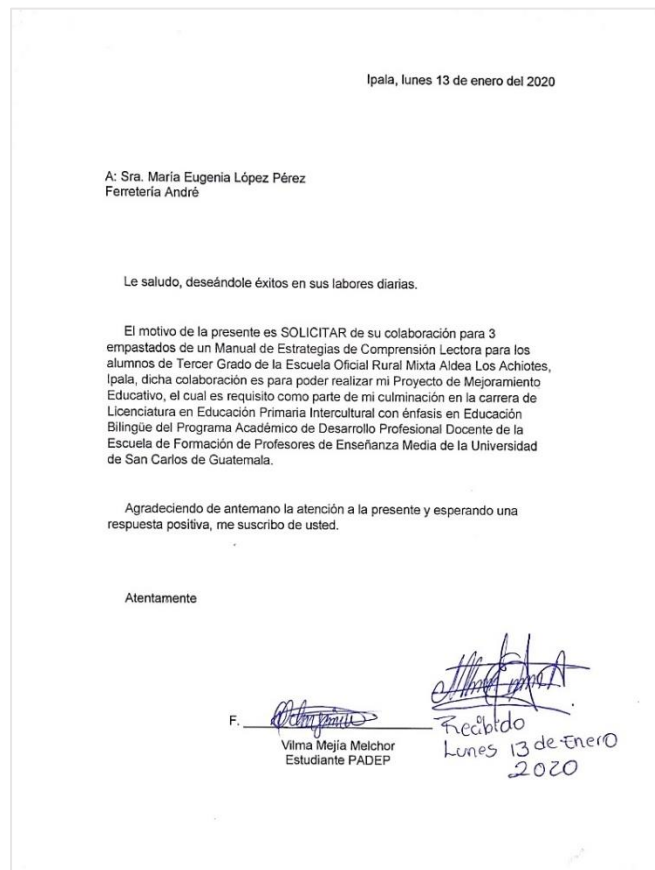 Ipala, lunes 13 de enero del 2020
A: Sra. María Eugenia López Pérez
Ferretería André
Le saludo, deseándole éxitos en sus labores diarias.
El motivo de la presente es SOLICITAR de su colaboración para 3
empastados de un Manual de Estrategias de Comprensión Lectora para los
alumnos de Tercer Grado de la Escuela Oficial Rural Mixta Aldea Los Achiotes,
Ipala, dicha colaboración es para poder realizar mi Proyecto de Mejoramiento
Educativo, el cual es requisito como parte de mi culminación en la carrera de
Licenciatura en Educación Primaria Intercultural con énfasis en Educación
Bilingüe del Programa Académico de Desarrollo Profesional Docente de la
Escuela de Formación de Profesores de Enseñanza Media de la Universidad
de San Carlos de Guatemala.
Agradeciendo de antemano la atención a la presente y esperando una
respuesta positiva, me suscribo de usted.
Atentamente
F.
Vilma Mejía Melchor
Estudiante PADEP
Recibido
Lunes 13 de Enero
2020